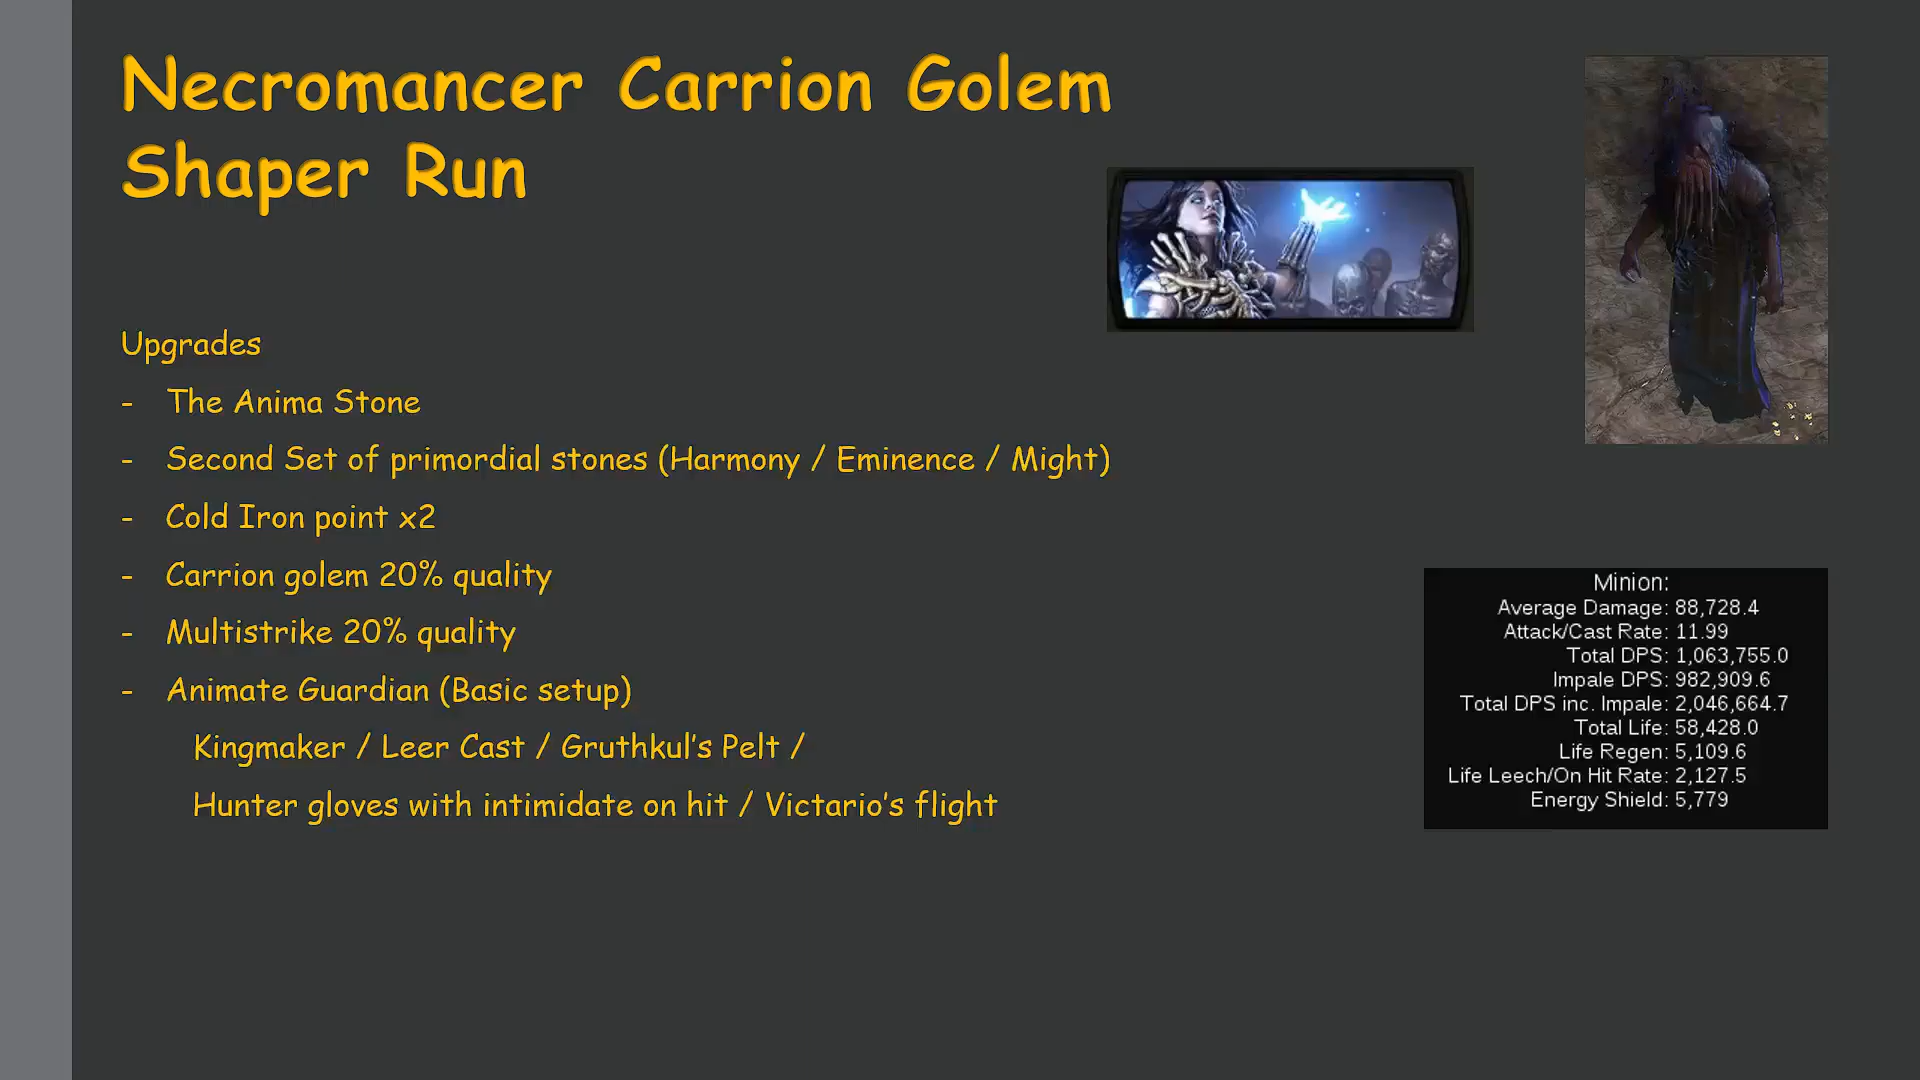 Necromancer Carrion Golem
Shaper Run
Upgrades
- The Anima Stone
- Second Set of primordial stones (Harmony / Eminence / Might)
- Cold Iron point x2
- Carrion golem 20% quality
- Multistrike 20% quality
- Animate Guardian (Basic setup)
Kingmaker / Leer Cast / Gruthkul's Pelt /
Hunter gloves with intimidate on hit / Victario's flight
Minion:
Average Damage: 88,728.4
Attack/Cast Rate: 11.99
Total DPS: 1,063,755.0
Impale DPS: 982,909.6
Total DPS inc. Impale: 2,046,664.7
Total Life: 58,428.0
Life Regen: 5,109.6
Life Leech/On Hit Rate: 2,127.5
Energy Shield: 5,779